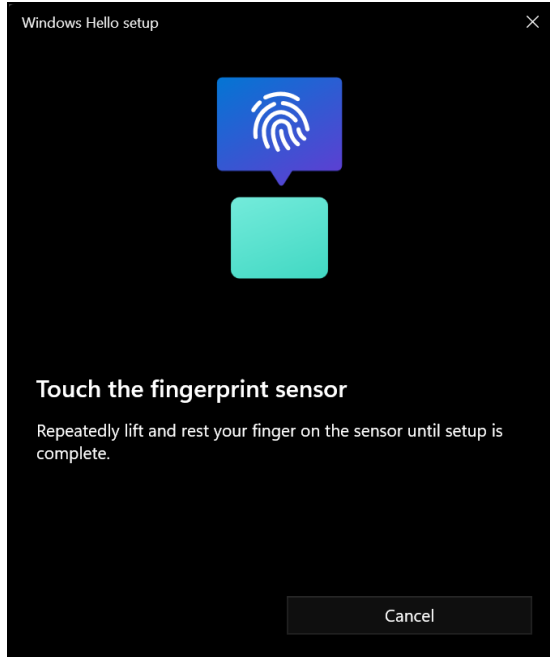 Windows Hello setup
Touch the fingerprint sensor
Repeatedly lift and rest your finger on the sensor until setup is
complete.
Cancel